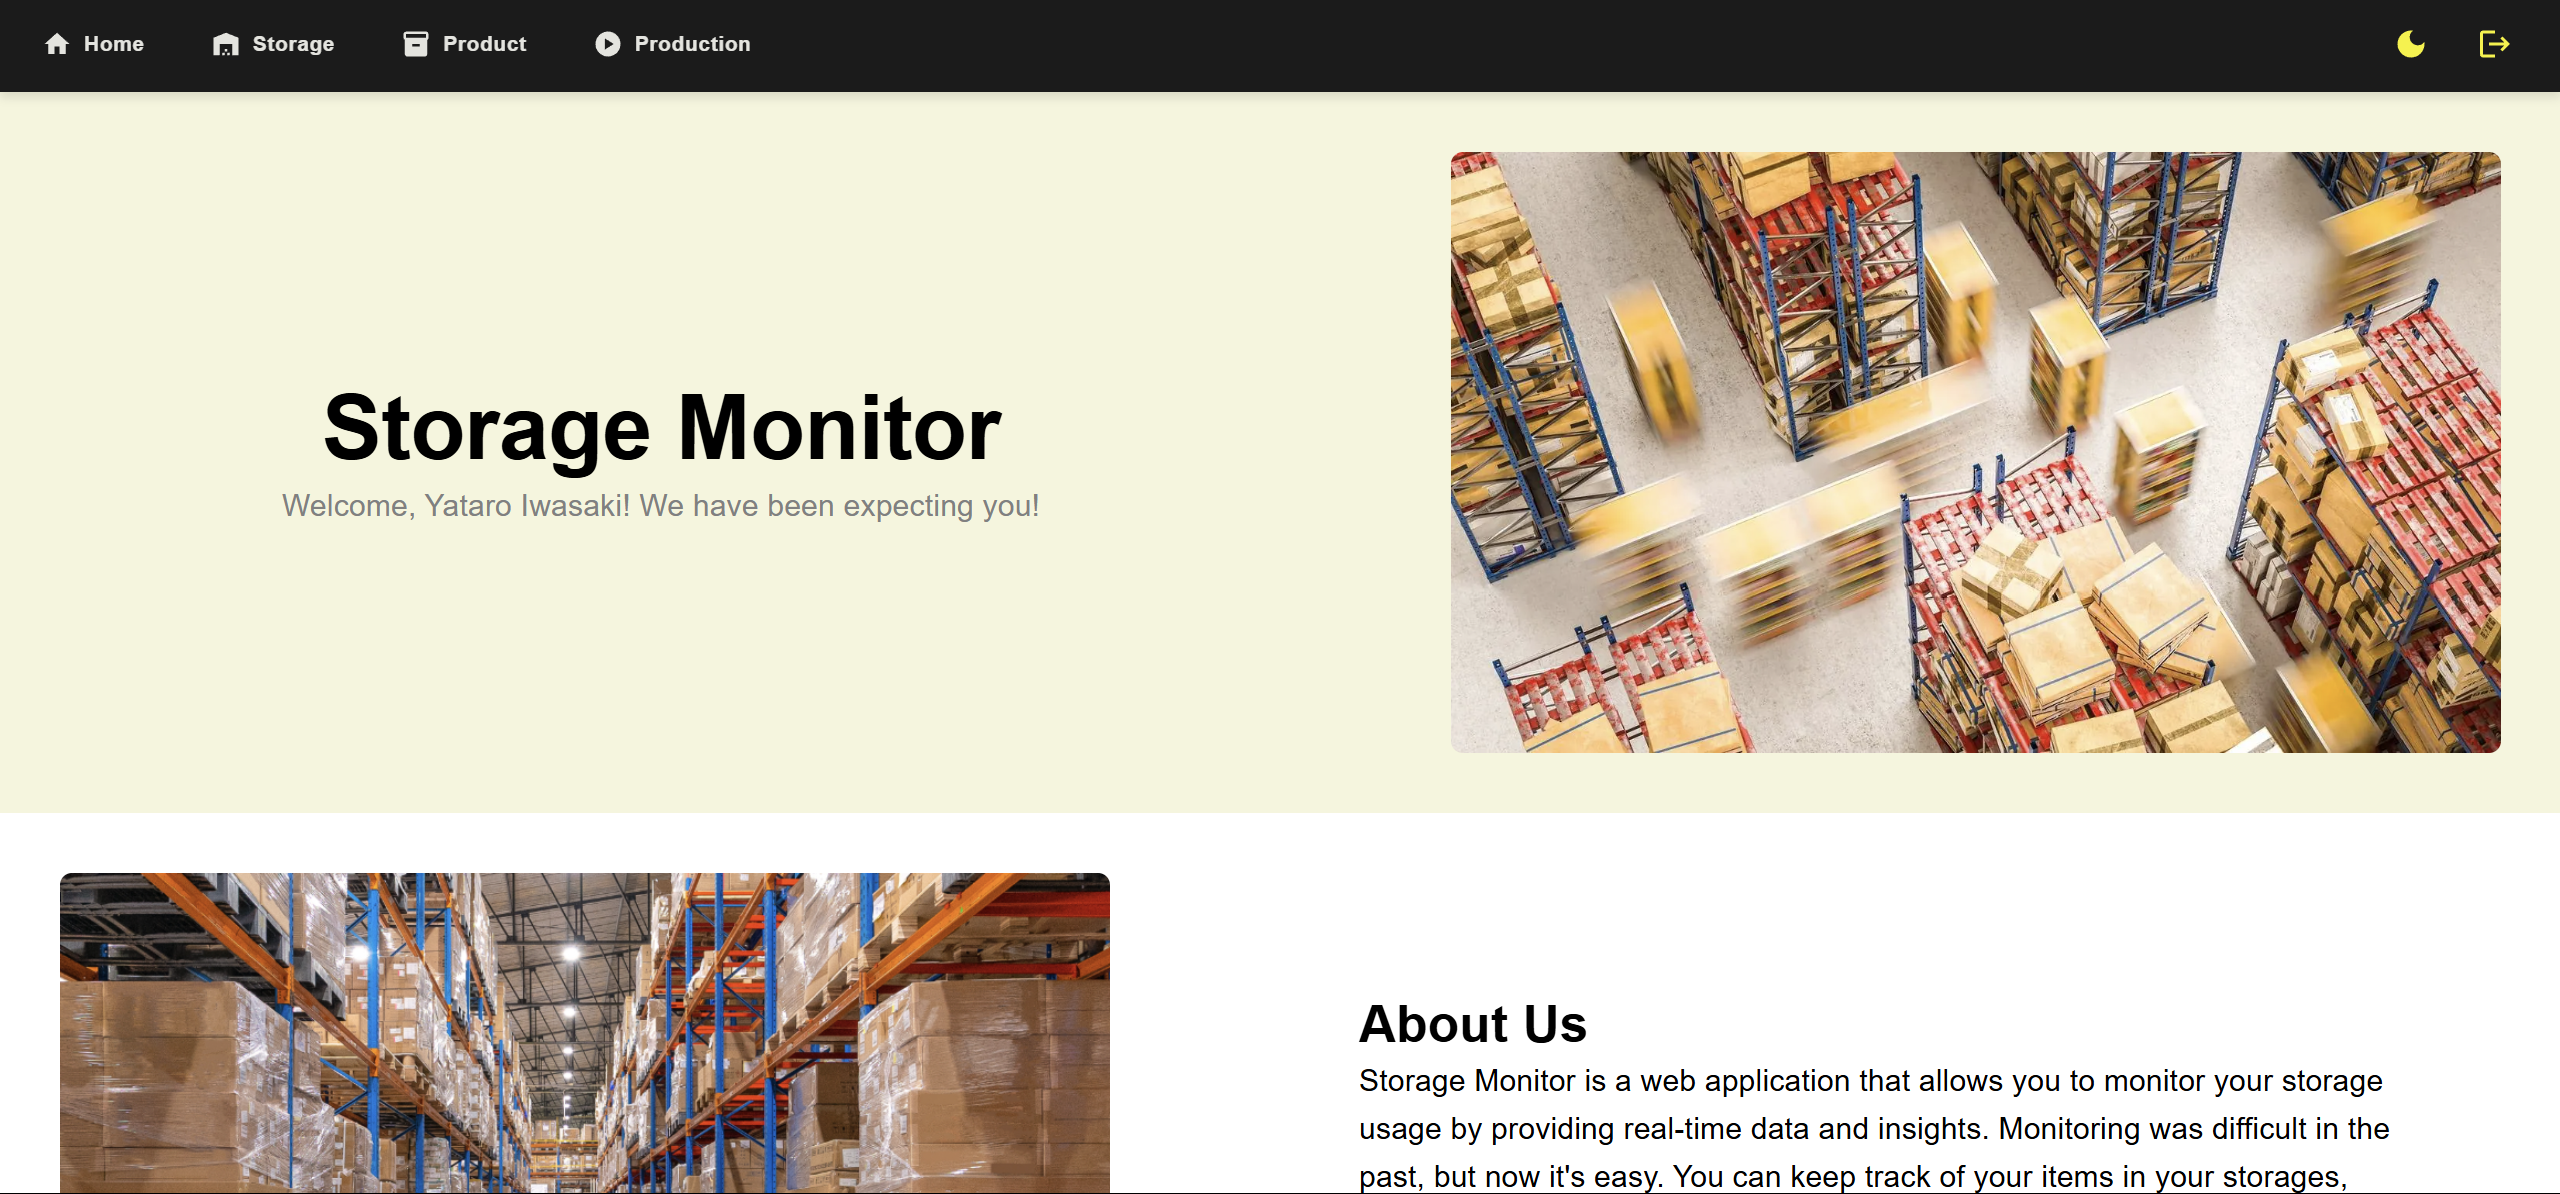 Home
Storage
Product
Production
Storage Monitor
Welcome, Yataro Iwasaki! We have been expecting you!
About Us
Storage Monitor is a web application that allows you to monitor your storage
usage by providing real-time data and insights. Monitoring was difficult in the
past, but now it's easy. You can keep track of your items in your storages,